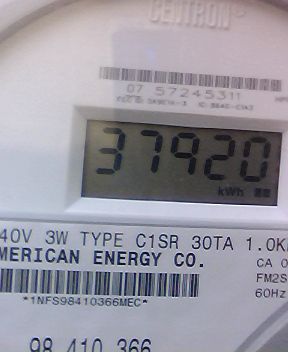 CENTRON
07 57245311
37920
kWh
40V 3W TYPE C1SR 30TA 1.0K
MERICAN ENERGY CO.
CA 0
FM2S
60Hz
*1NFS98410366MEC*
98 410 366